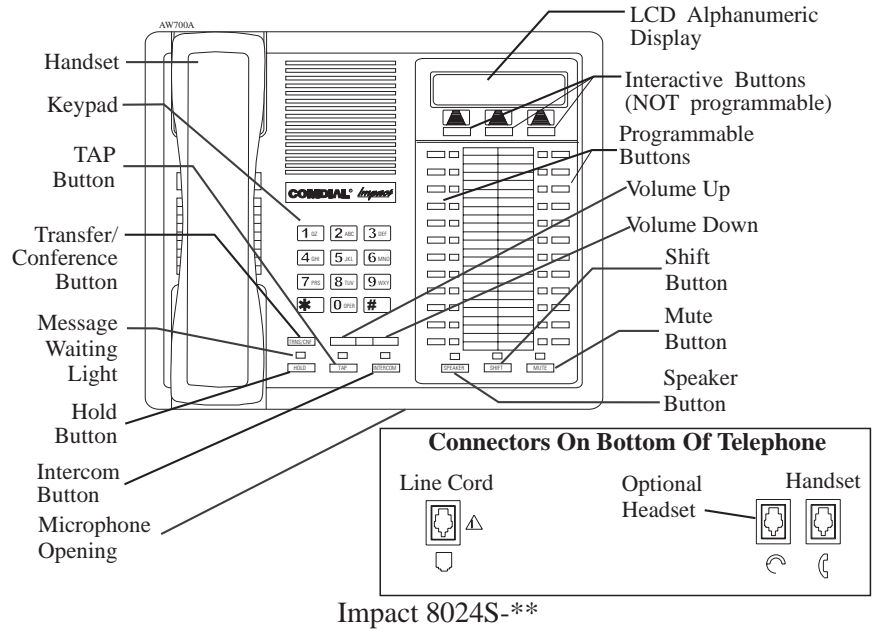 AW700A
LCD Alphanumeric
Display
Handset
Interactive Buttons
(NOT programmable)
Keypad
Programmable
Buttons
TAP
Button
COMDIAL® Impact
Volume Up
Volume Down
Transfer/
Conference
Button
1 QZ
2 ABC
3 DEF
4 GHI
5 JKL
6 MNO
7 PRS
8 TUV
9 WXY
*
0 OPER
#
Shift
Button
Message
Waiting
Light
TRNS/CNF
Mute
Button
HOLD
TAP
INTERCOM
SPEAKER
SHIFT
MUTE
Speaker
Button
Hold
Button
Intercom
Button
Microphone
Opening
Connectors On Bottom Of Telephone
Line Cord
Optional
Headset
Handset
Impact 8024S-**